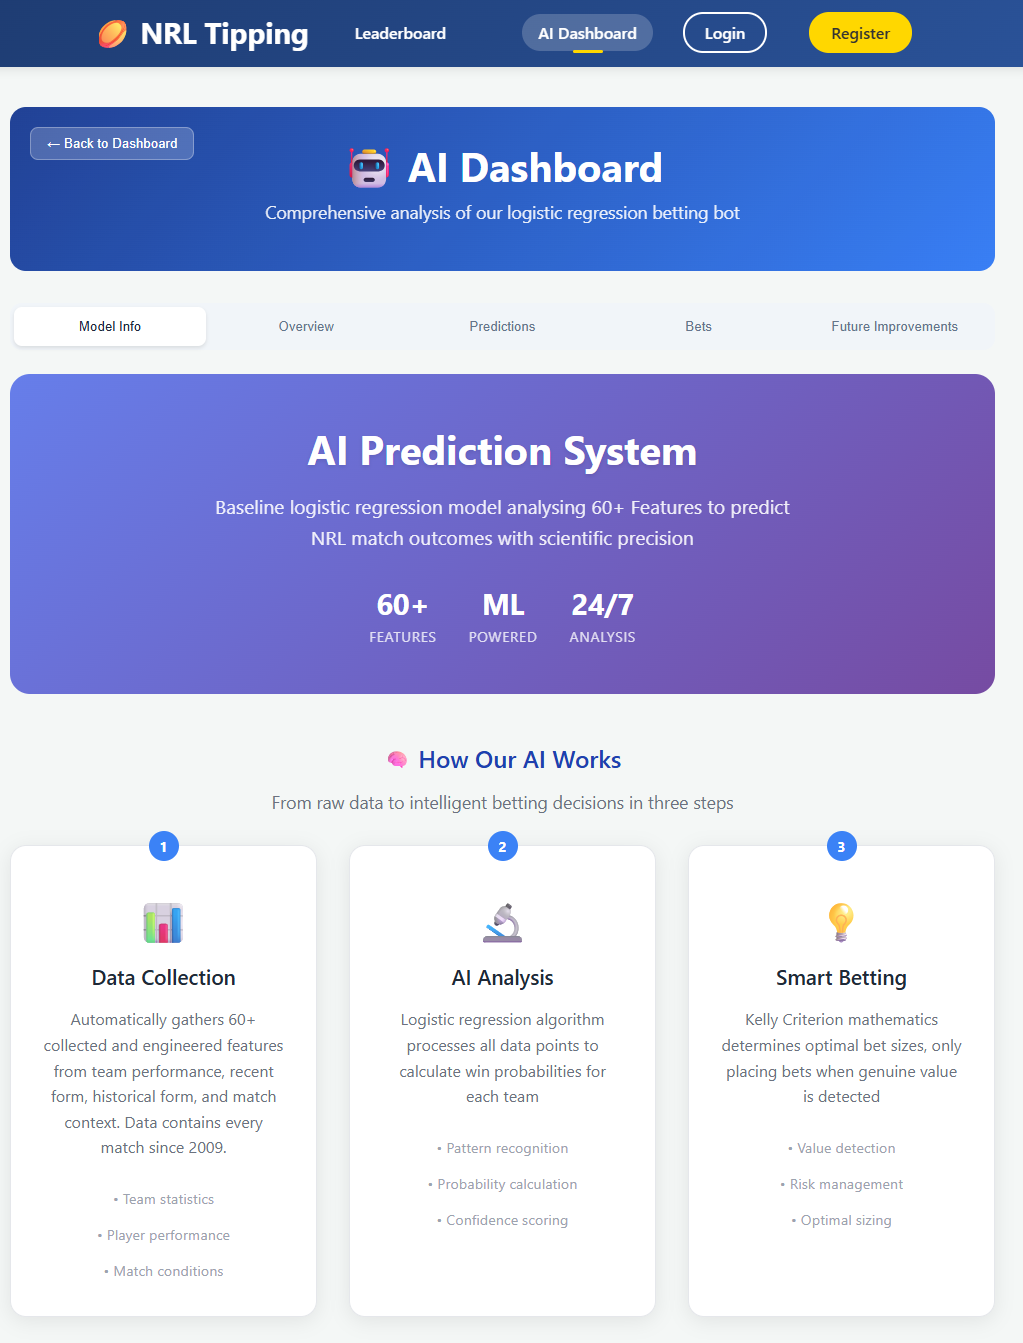 NRL Tipping
Leaderboard
AI Dashboard
Login
Register
← Back to Dashboard
AI Dashboard
Comprehensive analysis of our logistic regression betting bot
Model Info
Overview
Predictions
Bets
Future Improvements
AI Prediction System
Baseline logistic regression model analysing 60+ Features to predict
NRL match outcomes with scientific precision
60+
FEATURES
ML
POWERED
24/7
ANALYSIS
How Our AI Works
From raw data to intelligent betting decisions in three steps
1
Data Collection
Automatically gathers 60+
collected and engineered features
from team performance, recent
form, historical form, and match
context. Data contains every
match since 2009.
• Team statistics
• Player performance
• Match conditions
2
AI Analysis
Logistic regression algorithm
processes all data points to
calculate win probabilities for
each team
• Pattern recognition
• Probability calculation
• Confidence scoring
3
Smart Betting
Kelly Criterion mathematics
determines optimal bet sizes, only
placing bets when genuine value
is detected
• Value detection
• Risk management
• Optimal sizing